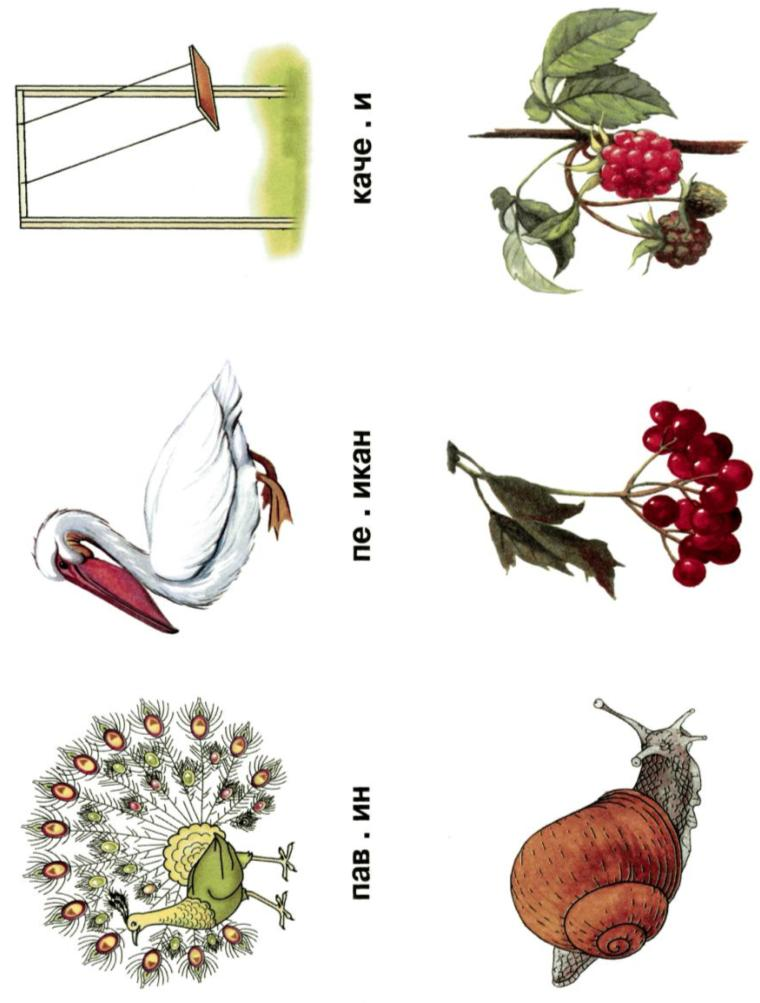 пав . ин
пе . икан
каче . и